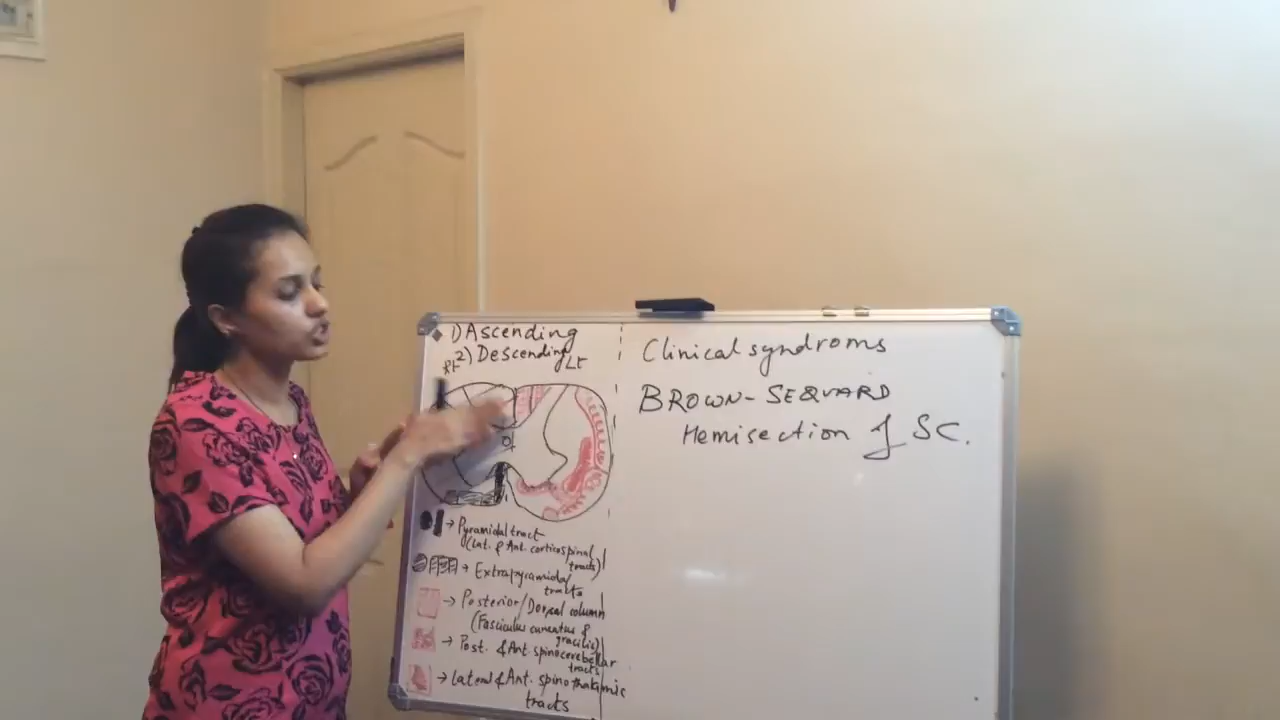 1) Ascending
2) Descending
Rt
Lt
→ Pyramidal tract
(Lat. & Ant. corticospinal
tracts)
→ Extrapyramidal
tracts
→ Posterior/Dorsal column
(Fasciculus cuneatus &
gracilis)
→ Post. & Ant. spinocerebellar
tracts
→ Lateral & Ant. spinothalamic
tracts
Clinical syndroms
BROWN-SEQUARD
Hemisection of SC.